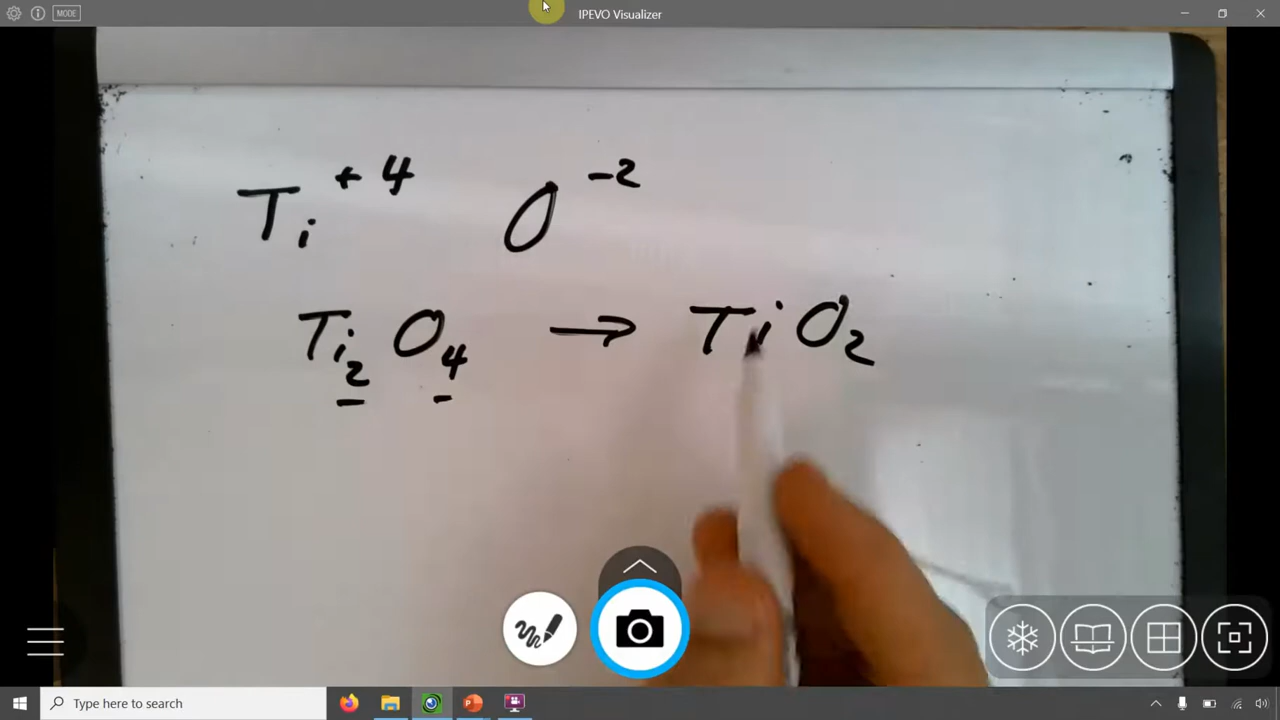 MODE
IPEVO Visualizer
Ti⁺⁴ O⁻²
Ti₂O₄ → TiO₂
Type here to search